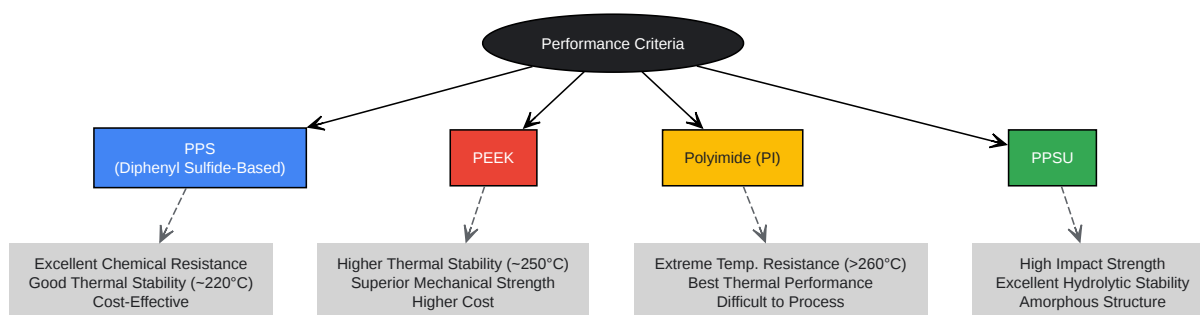 Performance Criteria
PPS
(Diphenyl Sulfide-Based)
PEEK
Polyimide (PI)
PPSU
Excellent Chemical Resistance
Good Thermal Stability (~220°C)
Cost-Effective
Higher Thermal Stability (~250°C)
Superior Mechanical Strength
Higher Cost
Extreme Temp. Resistance (>260°C)
Best Thermal Performance
Difficult to Process
High Impact Strength
Excellent Hydrolytic Stability
Amorphous Structure